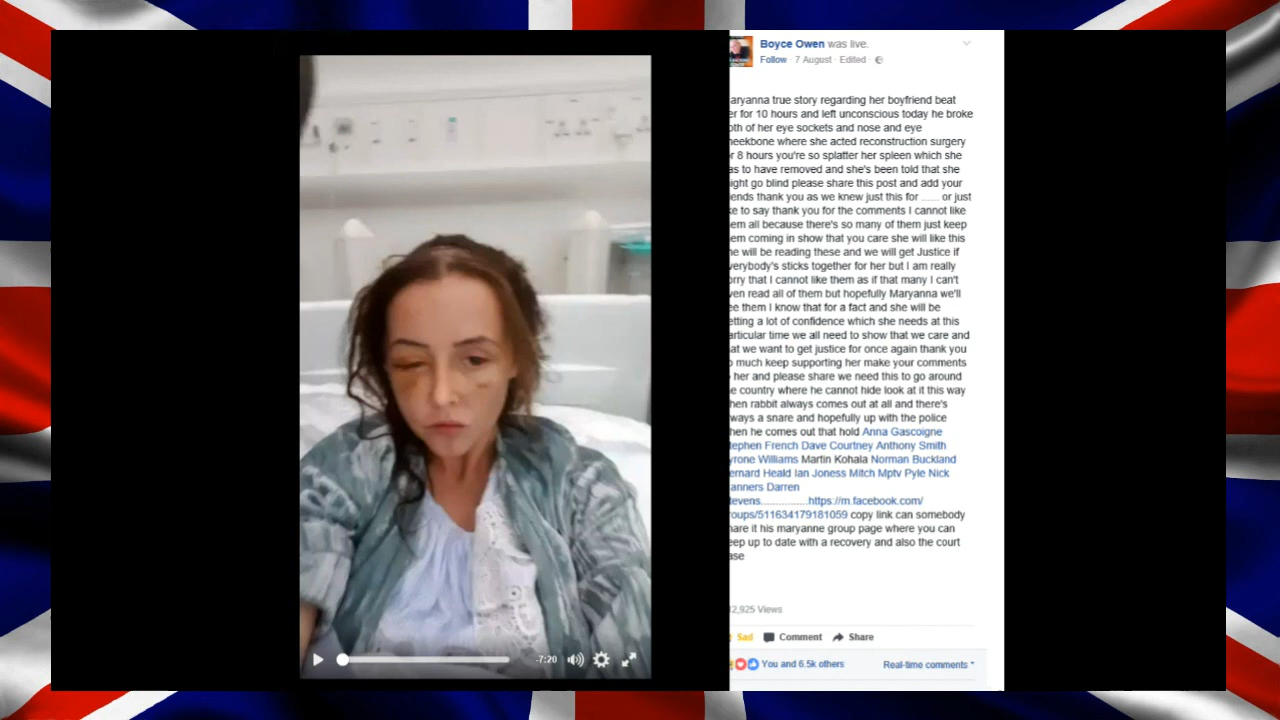 Boyce Owen was live.
Follow · 7 August · Edited ·
aryanna true story regarding her boyfriend beat
er for 10 hours and left unconscious today he broke
oth of her eye sockets and nose and eye
heekbone where she acted reconstruction surgery
r 8 hours you're so splatter her spleen which she
as to have removed and she's been told that she
ight go blind please share this post and add your
iends thank you as we knew just this for ...... or just
ke to say thank you for the comments I cannot like
em all because there's so many of them just keep
em coming in show that you care she will like this
he will be reading these and we will get Justice if
verybody's sticks together for her but I am really
orry that I cannot like them as if that many I can't
ven read all of them but hopefully Maryanna we'll
ee them I know that for a fact and she will be
etting a lot of confidence which she needs at this
articular time we all need to show that we care and
at we want to get justice for once again thank you
o much keep supporting her make your comments
her and please share we need this to go around
e country where he cannot hide look at it this way
hen rabbit always comes out at all and there's
ways a snare and hopefully up with the police
hen he comes out that hold Anna Gascoigne
tephen French Dave Courtney Anthony Smith
yrone Williams Martin Kohala Norman Buckland
ernard Heald Ian Joness Mitch Mptv Pyle Nick
anners Darren
tevens................https://m.facebook.com/
roups/511634179181059 copy link can somebody
hare it his maryanne group page where you can
eep up to date with a recovery and also the court
ase
2,925 Views
Sad Comment Share
You and 6.5k others Real-time comments
-7:20